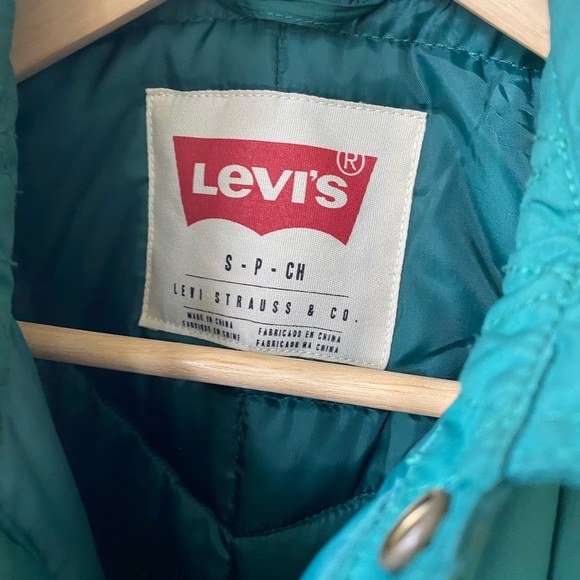 Levi's®
S - P - CH
LEVI STRAUSS & CO.
MADE IN CHINA
FABRIQUÉ EN CHINE
FABRICADO EN CHINA
FABRICADO NA CHINA